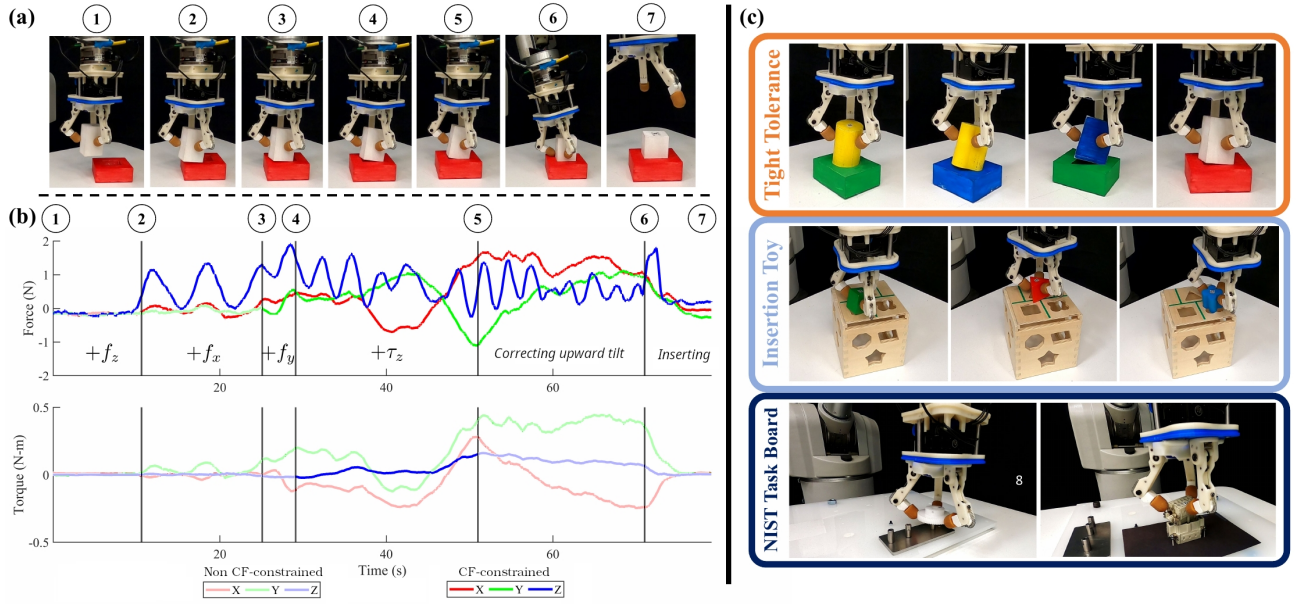 (a)
1 2 3 4 5 6 7
(b)
1 2 3 4 5 6 7
2
1
0
-1
-2
Force (N)
+f_z +f_x +f_y +τ_z Correcting upward tilt Inserting
20 40 60
0.5
0
-0.5
Torque (N-m)
20 40 60
Time (s)
Non CF-constrained
X Y Z
CF-constrained
X Y Z
(c)
Tight Tolerance
Insertion Toy
NIST Task Board
8